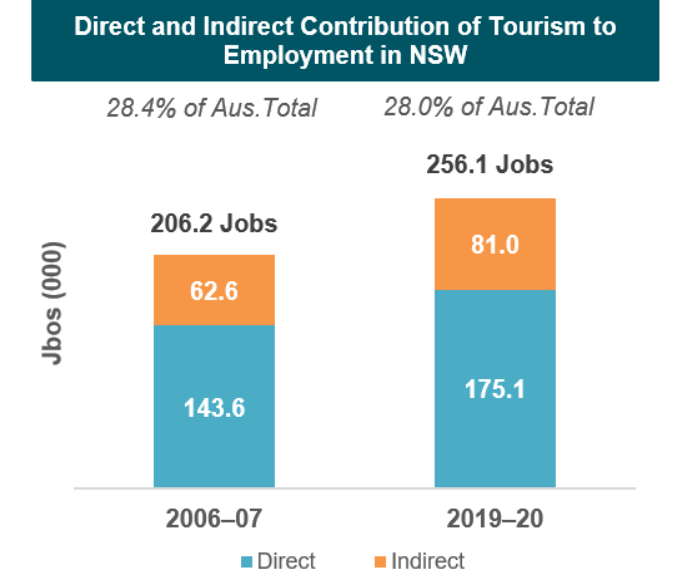 Direct and Indirect Contribution of Tourism to
Employment in NSW
28.4% of Aus.Total
28.0% of Aus.Total
256.1 Jobs
206.2 Jobs
81.0
62.6
Jbos (000)
175.1
143.6
2006–07
2019–20
Direct
Indirect